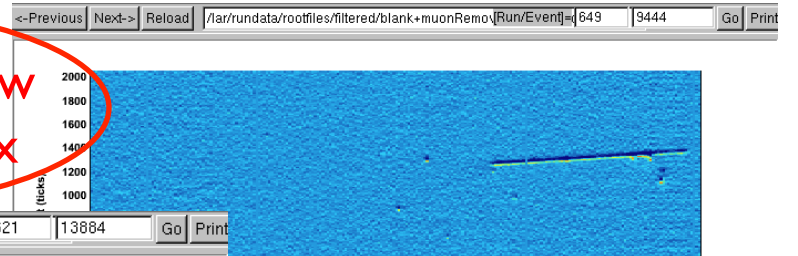 <-Previous Next-> Reload /lar/rundata/rootfiles/filtered/blank+muonRemov [Run/Event]= 649 9444 Go Print
2000
1800
1600
1400
1200
1000
(ticks)
21 13884 Go Print